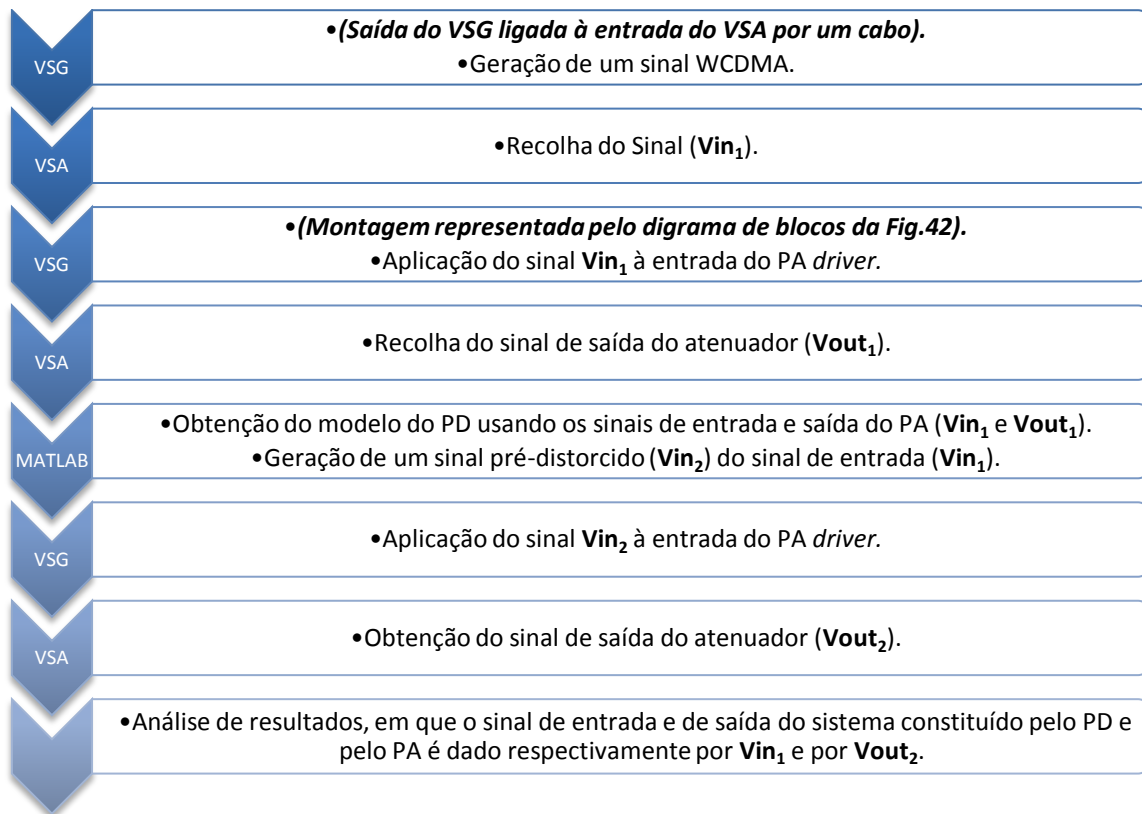 VSG
•(Saída do VSG ligada à entrada do VSA por um cabo).
•Geração de um sinal WCDMA.
VSA
•Recolha do Sinal (Vin1).
VSG
•(Montagem representada pelo digrama de blocos da Fig.42).
•Aplicação do sinal Vin1 à entrada do PA driver.
VSA
•Recolha do sinal de saída do atenuador (Vout1).
MATLAB
•Obtenção do modelo do PD usando os sinais de entrada e saída do PA (Vin1 e Vout1).
•Geração de um sinal pré-distorcido (Vin2) do sinal de entrada (Vin1).
VSG
•Aplicação do sinal Vin2 à entrada do PA driver.
VSA
•Obtenção do sinal de saída do atenuador (Vout2).
•Análise de resultados, em que o sinal de entrada e de saída do sistema constituído pelo PD e
pelo PA é dado respectivamente por Vin1 e por Vout2.